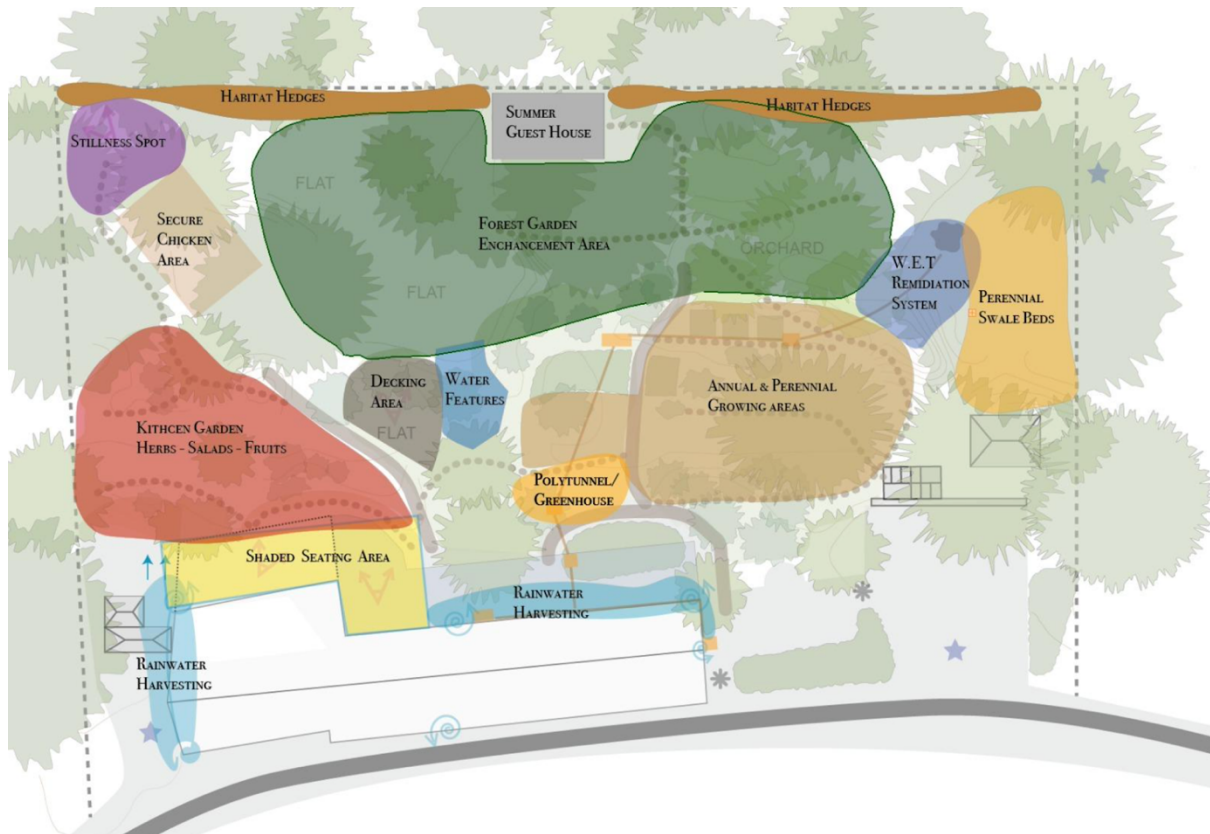 Habitat Hedges
Habitat Hedges
Summer
Guest House
Stillness Spot
FLAT
Secure
Chicken
Area
Forest Garden
Enchancement Area
ORCHARD
W.E.T
Remidiation
System
FLAT
Perennial
Swale Beds
Decking
Area
FLAT
Water
Features
Annual & Perennial
Growing areas
Kithcen Garden
Herbs - Salads - Fruits
Polytunnel/
Greenhouse
Shaded Seating Area
Rainwater
Harvesting
Rainwater
Harvesting